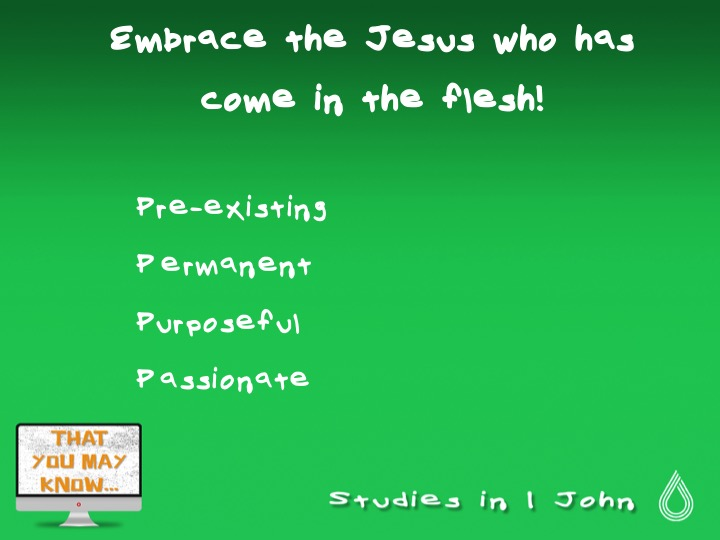 Embrace the Jesus who has
come in the flesh!
Pre-existing
Permanent
Purposeful
Passionate
THAT
YOU MAY
KNOW...
Studies in 1 John